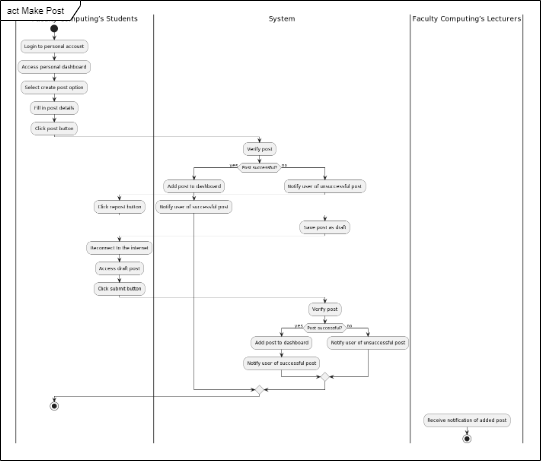 act Make Post
Computing's Students
System
Faculty Computing's Lecturers
Login to personal account
Access personal dashboard
Select create post option
Fill in post details
Click post button
Verify post
yes
Post successful?
no
Add post to dashboard
Notify user of unsuccessful post
Click repost button
Notify user of successful post
Save post as draft
Reconnect to the internet
Access draft post
Click submit button
Verify post
yes
Post successful?
no
Add post to dashboard
Notify user of unsuccessful post
Notify user of successful post
Receive notification of added post